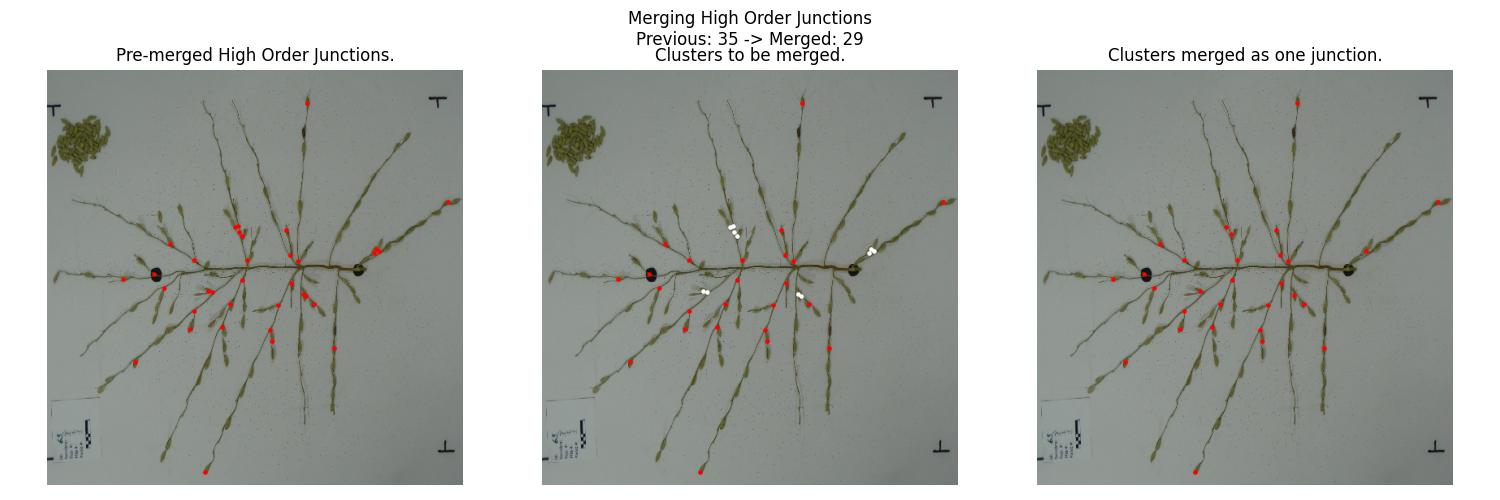 Merging High Order Junctions
Previous: 35 -> Merged: 29
Pre-merged High Order Junctions.
Clusters to be merged.
Clusters merged as one junction.